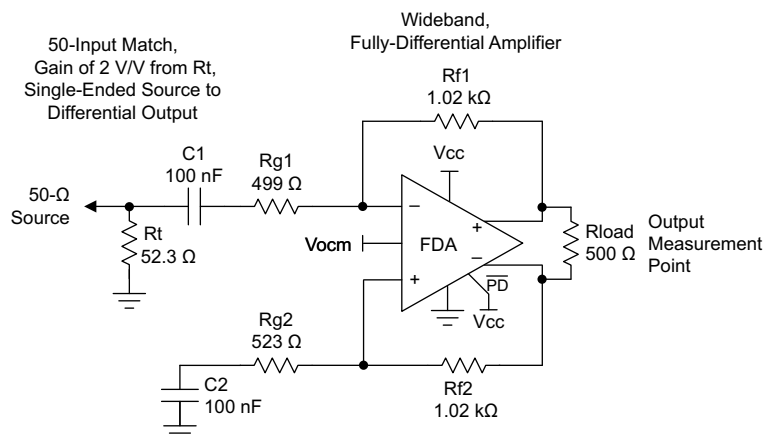 Wideband,
Fully-Differential Amplifier
50-Input Match,
Gain of 2 V/V from Rt,
Single-Ended Source to
Differential Output
Rf1
1.02 kΩ
C1
100 nF
Rg1
499 Ω
Vcc
50-Ω
Source
Rt
52.3 Ω
Vocm
−
+
FDA
+
−
PD
Vcc
Rload
500 Ω
Output
Measurement
Point
Rg2
523 Ω
C2
100 nF
Rf2
1.02 kΩ